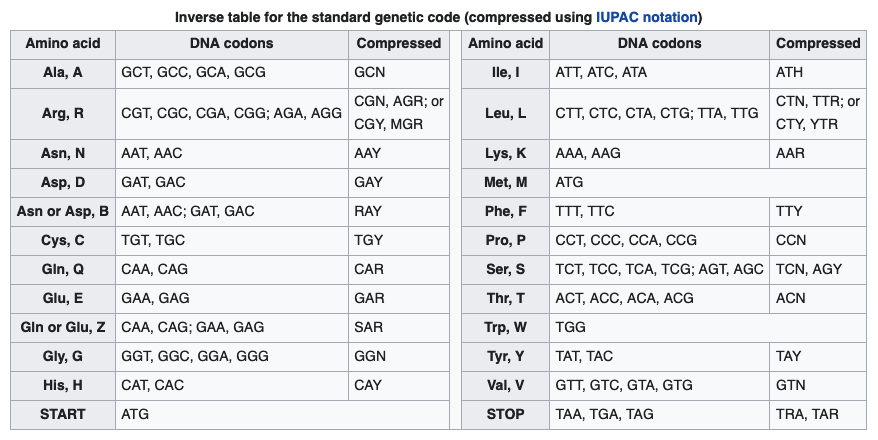 Inverse table for the standard genetic code (compressed using IUPAC notation)
Amino acid DNA codons Compressed Amino acid DNA codons Compressed
Ala, A GCT, GCC, GCA, GCG GCN Ile, I ATT, ATC, ATA ATH
Arg, R CGT, CGC, CGA, CGG; AGA, AGG CGN, AGR; or CGY, MGR Leu, L CTT, CTC, CTA, CTG; TTA, TTG CTN, TTR; or CTY, YTR
Asn, N AAT, AAC AAY Lys, K AAA, AAG AAR
Asp, D GAT, GAC GAY Met, M ATG
Asn or Asp, B AAT, AAC; GAT, GAC RAY Phe, F TTT, TTC TTY
Cys, C TGT, TGC TGY Pro, P CCT, CCC, CCA, CCG CCN
Gln, Q CAA, CAG CAR Ser, S TCT, TCC, TCA, TCG; AGT, AGC TCN, AGY
Glu, E GAA, GAG GAR Thr, T ACT, ACC, ACA, ACG ACN
Gln or Glu, Z CAA, CAG; GAA, GAG SAR Trp, W TGG
Gly, G GGT, GGC, GGA, GGG GGN Tyr, Y TAT, TAC TAY
His, H CAT, CAC CAY Val, V GTT, GTC, GTA, GTG GTN
START ATG STOP TAA, TGA, TAG TRA, TAR